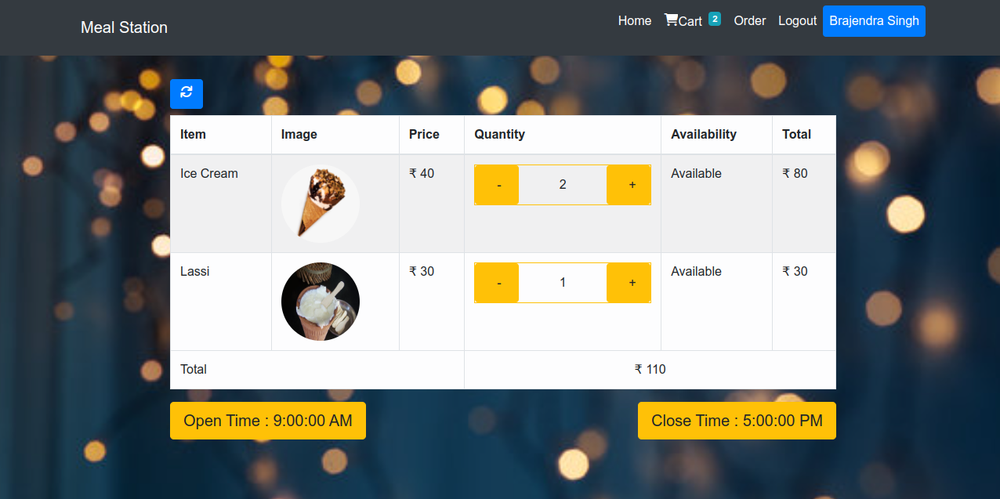 Meal Station
Home Cart 2 Order Logout Brajendra Singh
Item Image Price Quantity Availability Total
Ice Cream ₹ 40 - 2 + Available ₹ 80
Lassi ₹ 30 - 1 + Available ₹ 30
Total ₹ 110
Open Time : 9:00:00 AM Close Time : 5:00:00 PM